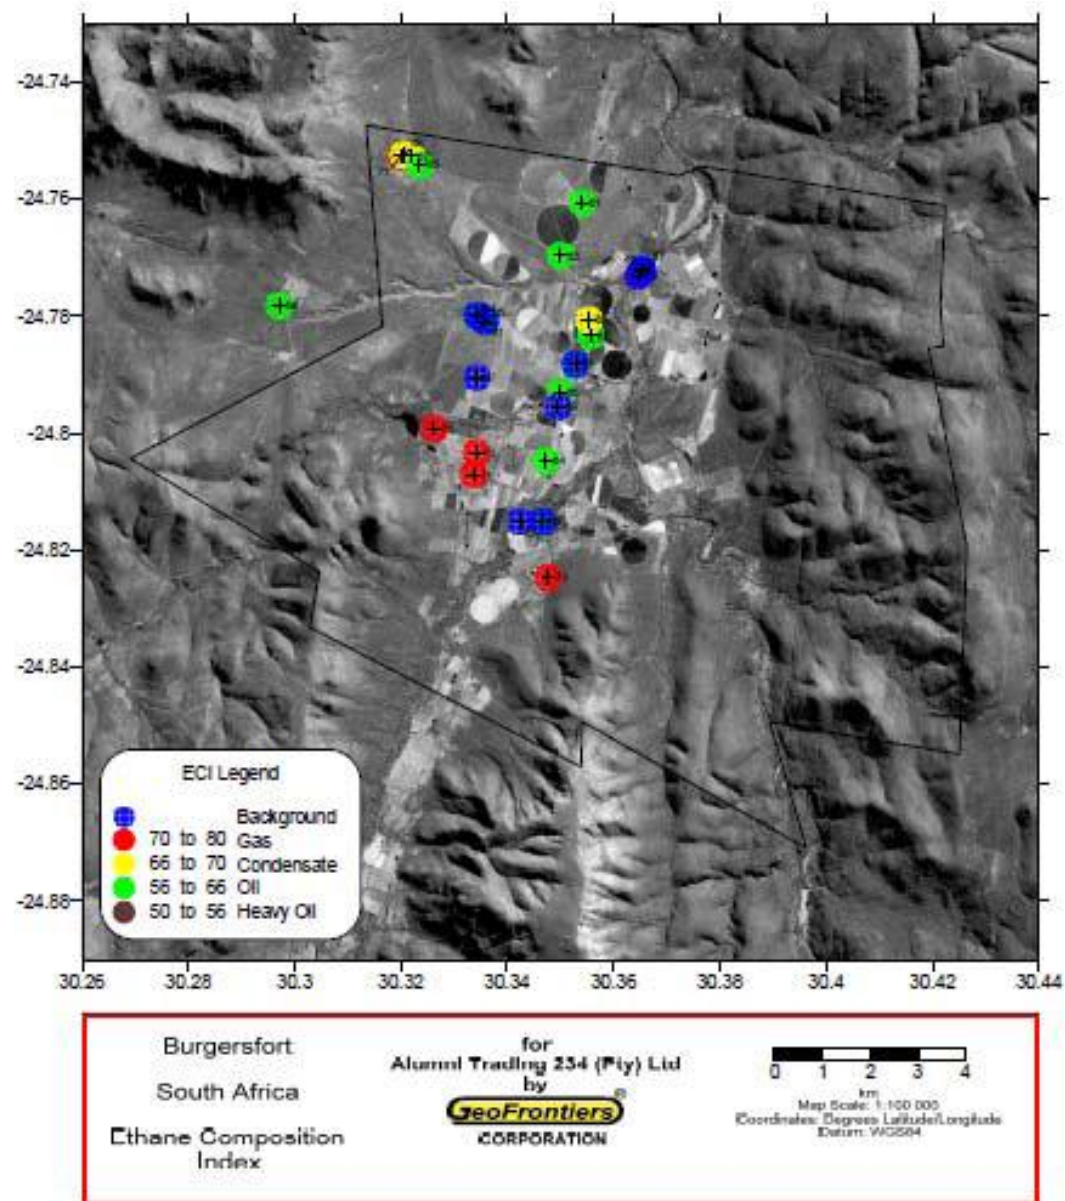 -24.74
-24.76
-24.78
-24.8
-24.82
-24.84
-24.86
-24.88
30.26 30.28 30.3 30.32 30.34 30.36 30.38 30.4 30.42 30.44
ECI Legend
Background
70 to 80 Gas
66 to 70 Condensate
56 to 66 Oil
50 to 56 Heavy Oil
Burgersfort
South Africa
Ethane Composition
Index
for
Alumni Trading 234 (Pty) Ltd
by
GeoFrontiers®
CORPORATION
0 1 2 3 4
km
Map Scale: 1:100 000
Coordinates: Degrees Latitude/Longitude
Datum: WGS84